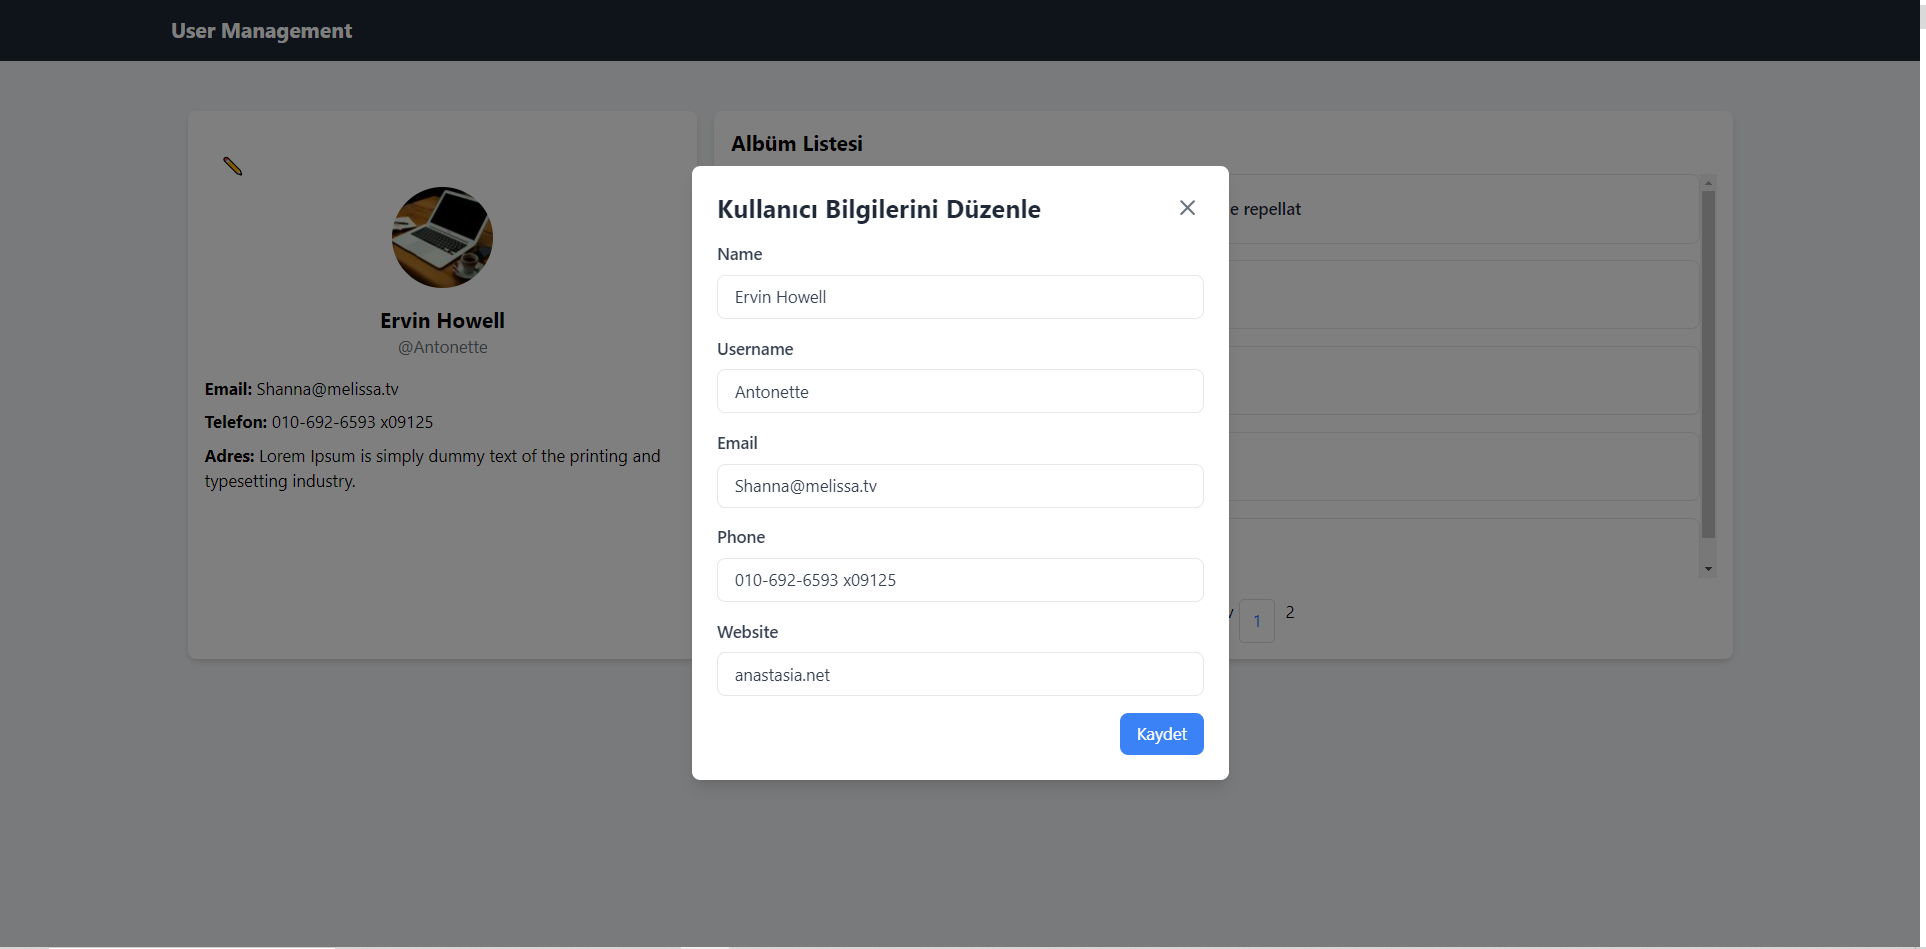 User Management
Ervin Howell
@Antonette
Email: Shanna@melissa.tv
Telefon: 010-692-6593 x09125
Adres: Lorem Ipsum is simply dummy text of the printing and
typesetting industry.
Albüm Listesi
repellat
1
2
Kullanıcı Bilgilerini Düzenle
Name
Ervin Howell
Username
Antonette
Email
Shanna@melissa.tv
Phone
010-692-6593 x09125
Website
anastasia.net
Kaydet